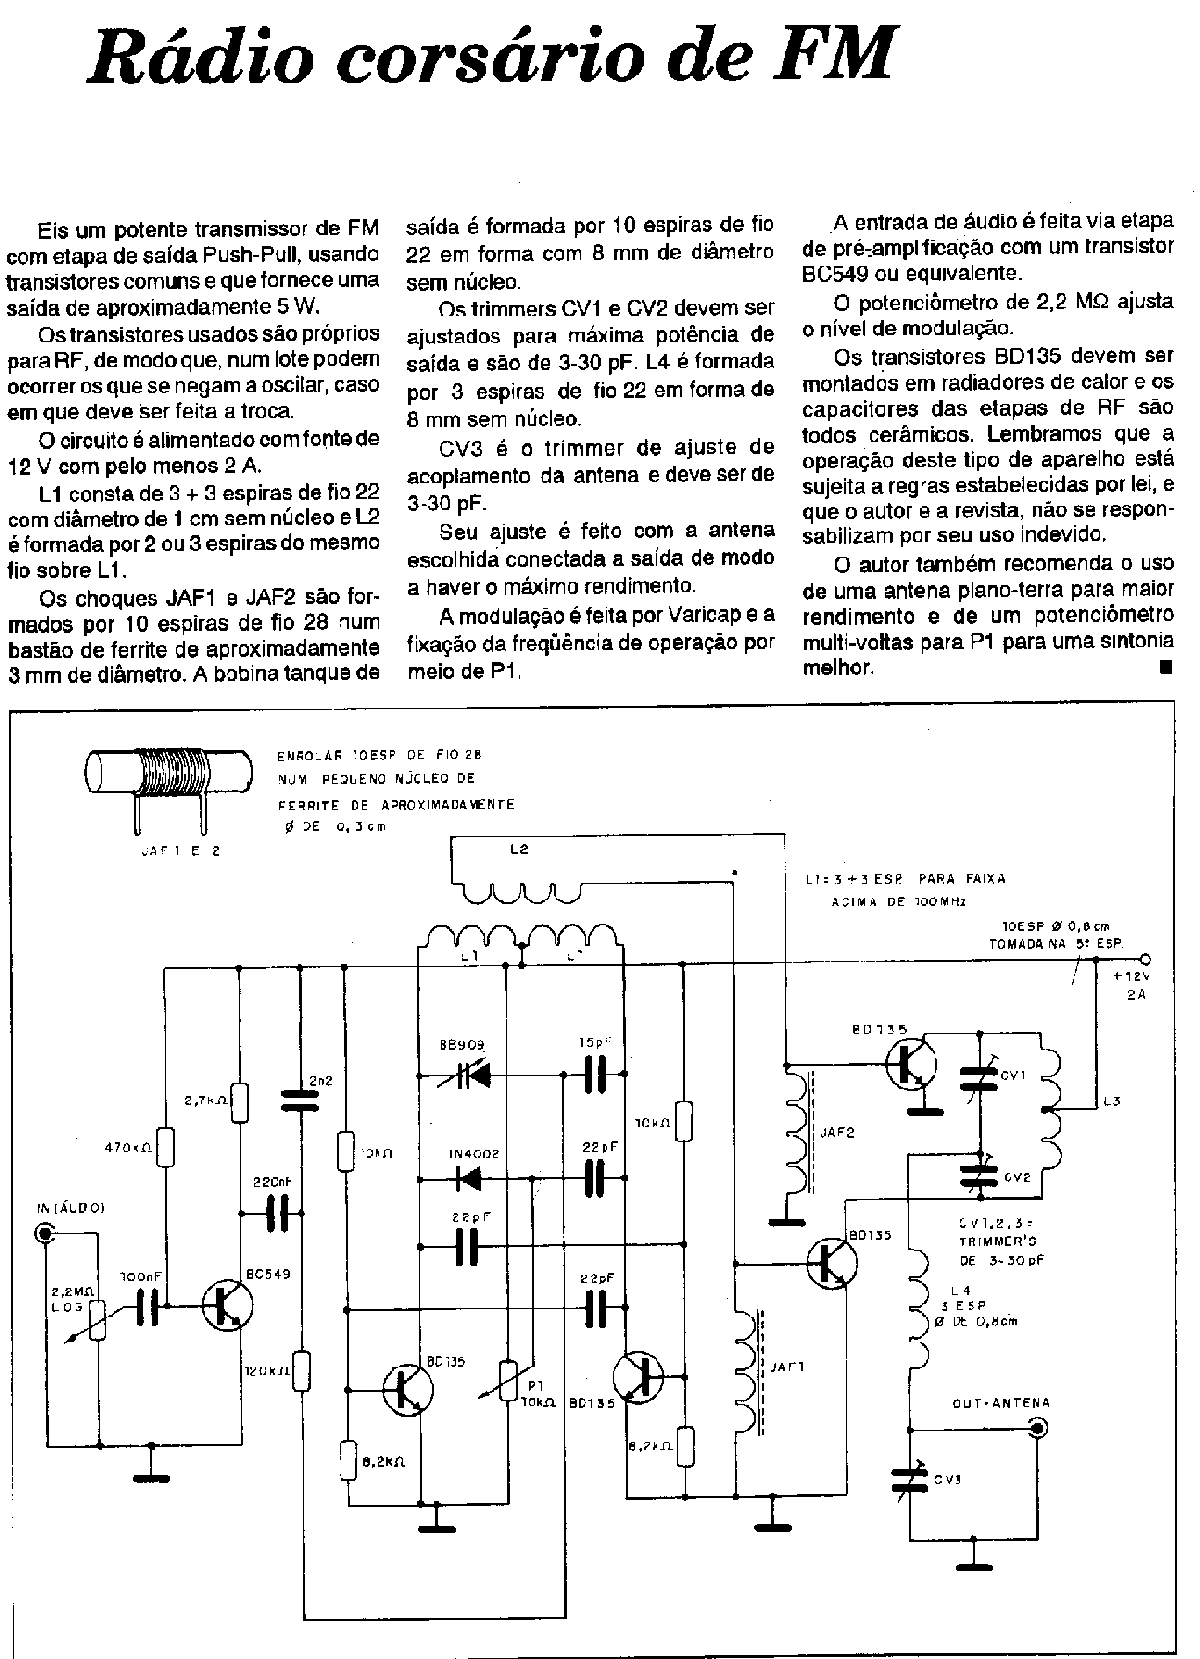 Rádio corsário de FM
Eis um potente transmissor de FM
com etapa de saída Push-Pull, usando
transistores comuns e que fornece uma
saída de aproximadamente 5 W.
Os transistores usados são próprios
para RF, de modo que, num lote podem
ocorrer os que se negam a oscilar, caso
em que deve ser feita a troca.
O circuito é alimentado com fonte de
12 V com pelo menos 2 A.
L1 consta de 3 + 3 espiras de fio 22
com diâmetro de 1 cm sem núcleo e L2
é formada por 2 ou 3 espiras do mesmo
fio sobre L1.
Os choques JAF1 e JAF2 são for-
mados por 10 espiras de fio 28 num
bastão de ferrite de aproximadamente
3 mm de diâmetro. A bobina tanque de
saída é formada por 10 espiras de fio
22 em forma com 8 mm de diâmetro
sem núcleo.
Os trimmers CV1 e CV2 devem ser
ajustados para máxima potência de
saída e são de 3-30 pF. L4 é formada
por 3 espiras de fio 22 em forma de
8 mm sem núcleo.
CV3 é o trimmer de ajuste de
acoplamento da antena e deve ser de
3-30 pF.
Seu ajuste é feito com a antena
escolhida conectada a saída de modo
a haver o máximo rendimento.
A modulação é feita por Varicap e a
fixação da freqüência de operação por
meio de P1.
A entrada de áudio é feita via etapa
de pré-amplificação com um transistor
BC549 ou equivalente.
O potenciômetro de 2,2 MΩ ajusta
o nível de modulação.
Os transistores BD135 devem ser
montados em radiadores de calor e os
capacitores das etapas de RF são
todos cerâmicos. Lembramos que a
operação deste tipo de aparelho está
sujeita a regras estabelecidas por lei, e
que o autor e a revista, não se respon-
sabilizam por seu uso indevido.
O autor também recomenda o uso
de uma antena plano-terra para maior
rendimento e de um potenciômetro
multi-voltas para P1 para uma sintonia
melhor.
ENROLAR 10ESP DE FIO 28
NUM PEQUENO NÚCLEO DE
FERRITE DE APROXIMADAMENTE
Ø DE 0,3cm
JAF 1 E 2
L2
L1=3+3 ESP. PARA FAIXA
ACIMA DE 100MHz
10ESP Ø 0,8cm
TOMADA NA 5ª ESP.
L1
+12V
2A
BD135
BB909
15pF
2n2
CV1
2,7kΩ
L3
10kΩ
JAF2
470kΩ
1N4002
22pF
220nF
CV2
IN (ÁUDO)
22pF
CV1,2,3=
TRIMMER'S
DE 3-30pF
BD135
100nF
BC549
22pF
2,2MΩ
LOG
L4
3 ESP
Ø DE 0,8cm
120kΩ
BD135
P1
10kΩ
BD135
JAF1
OUT-ANTENA
8,2kΩ
8,2kΩ
CV3